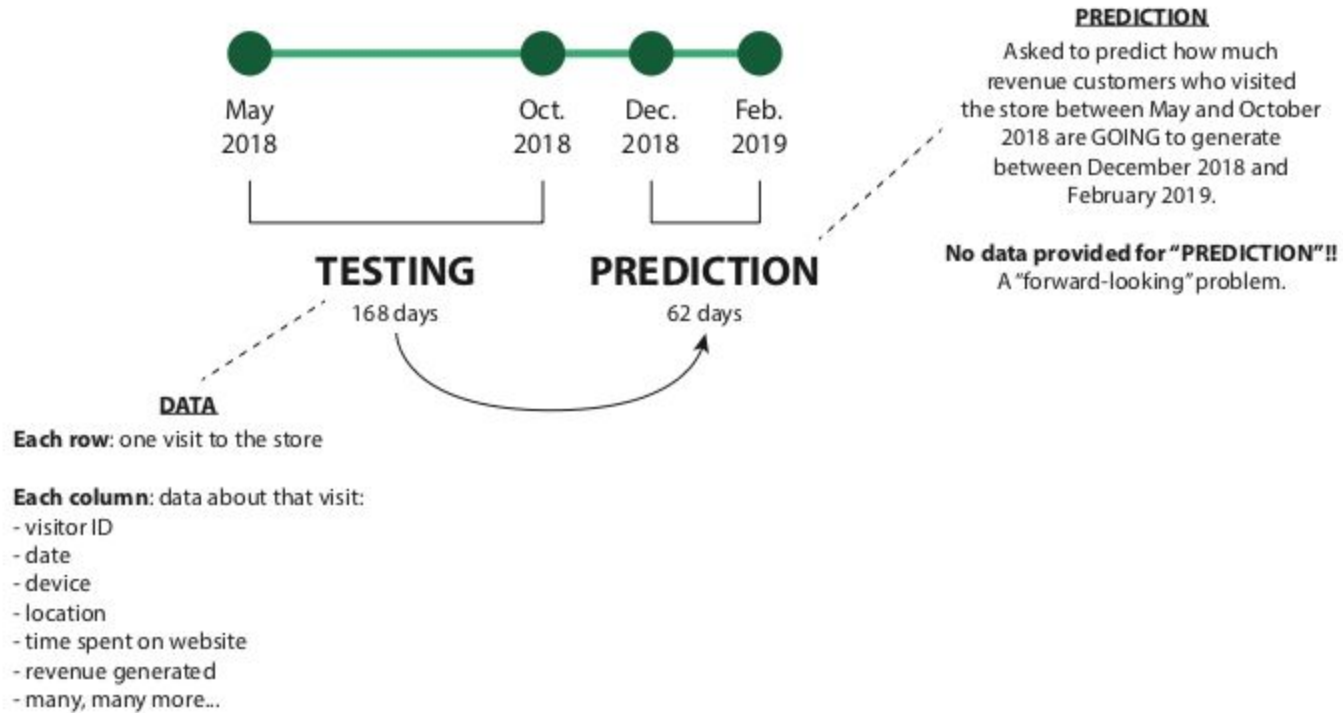 May
2018
Oct.
2018
Dec.
2018
Feb.
2019
TESTING
168 days
PREDICTION
62 days
PREDICTION
Asked to predict how much
revenue customers who visited
the store between May and October
2018 are GOING to generate
between December 2018 and
February 2019.
No data provided for "PREDICTION"!!
A "forward-looking" problem.
DATA
Each row: one visit to the store
Each column: data about that visit:
- visitor ID
- date
- device
- location
- time spent on website
- revenue generated
- many, many more...